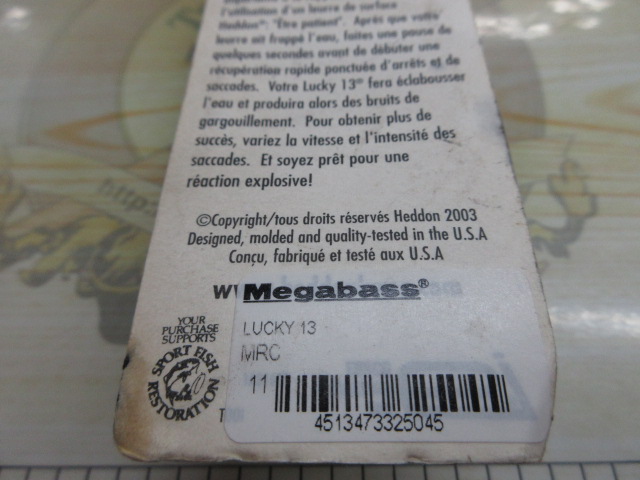 l'utilisation d'un leurre de surface
Heddon™: "Être patient". Après que votre
leurre ait frappé l'eau, faites une pause de
quelques secondes avant de débuter une
récupération rapide ponctuée d'arrêts et de
saccades. Votre Lucky 13® fera éclabousser
l'eau et produira alors des bruits de
gargouillement. Pour obtenir plus de
succès, variez la vitesse et l'intensité des
saccades. Et soyez prêt pour une
réaction explosive!
©Copyright/tous droits réservés Heddon 2003
Designed, molded and quality-tested in the U.S.A
Conçu, fabriqué et testé aux U.S.A
Megabass®
YOUR
PURCHASE
SUPPORTS
SPORT FISH
RESTORATION
LUCKY 13
MRC
11
4513473325045